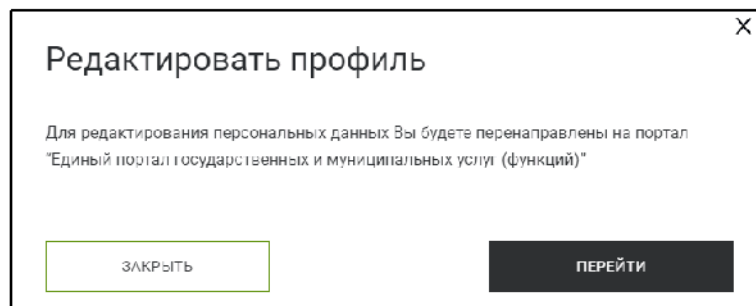 X
Редактировать профиль
Для редактирования персональных данных Вы будете перенаправлены на портал
"Единый портал государственных и муниципальных услуг (функций)"
ЗАКРЫТЬ ПЕРЕЙТИ